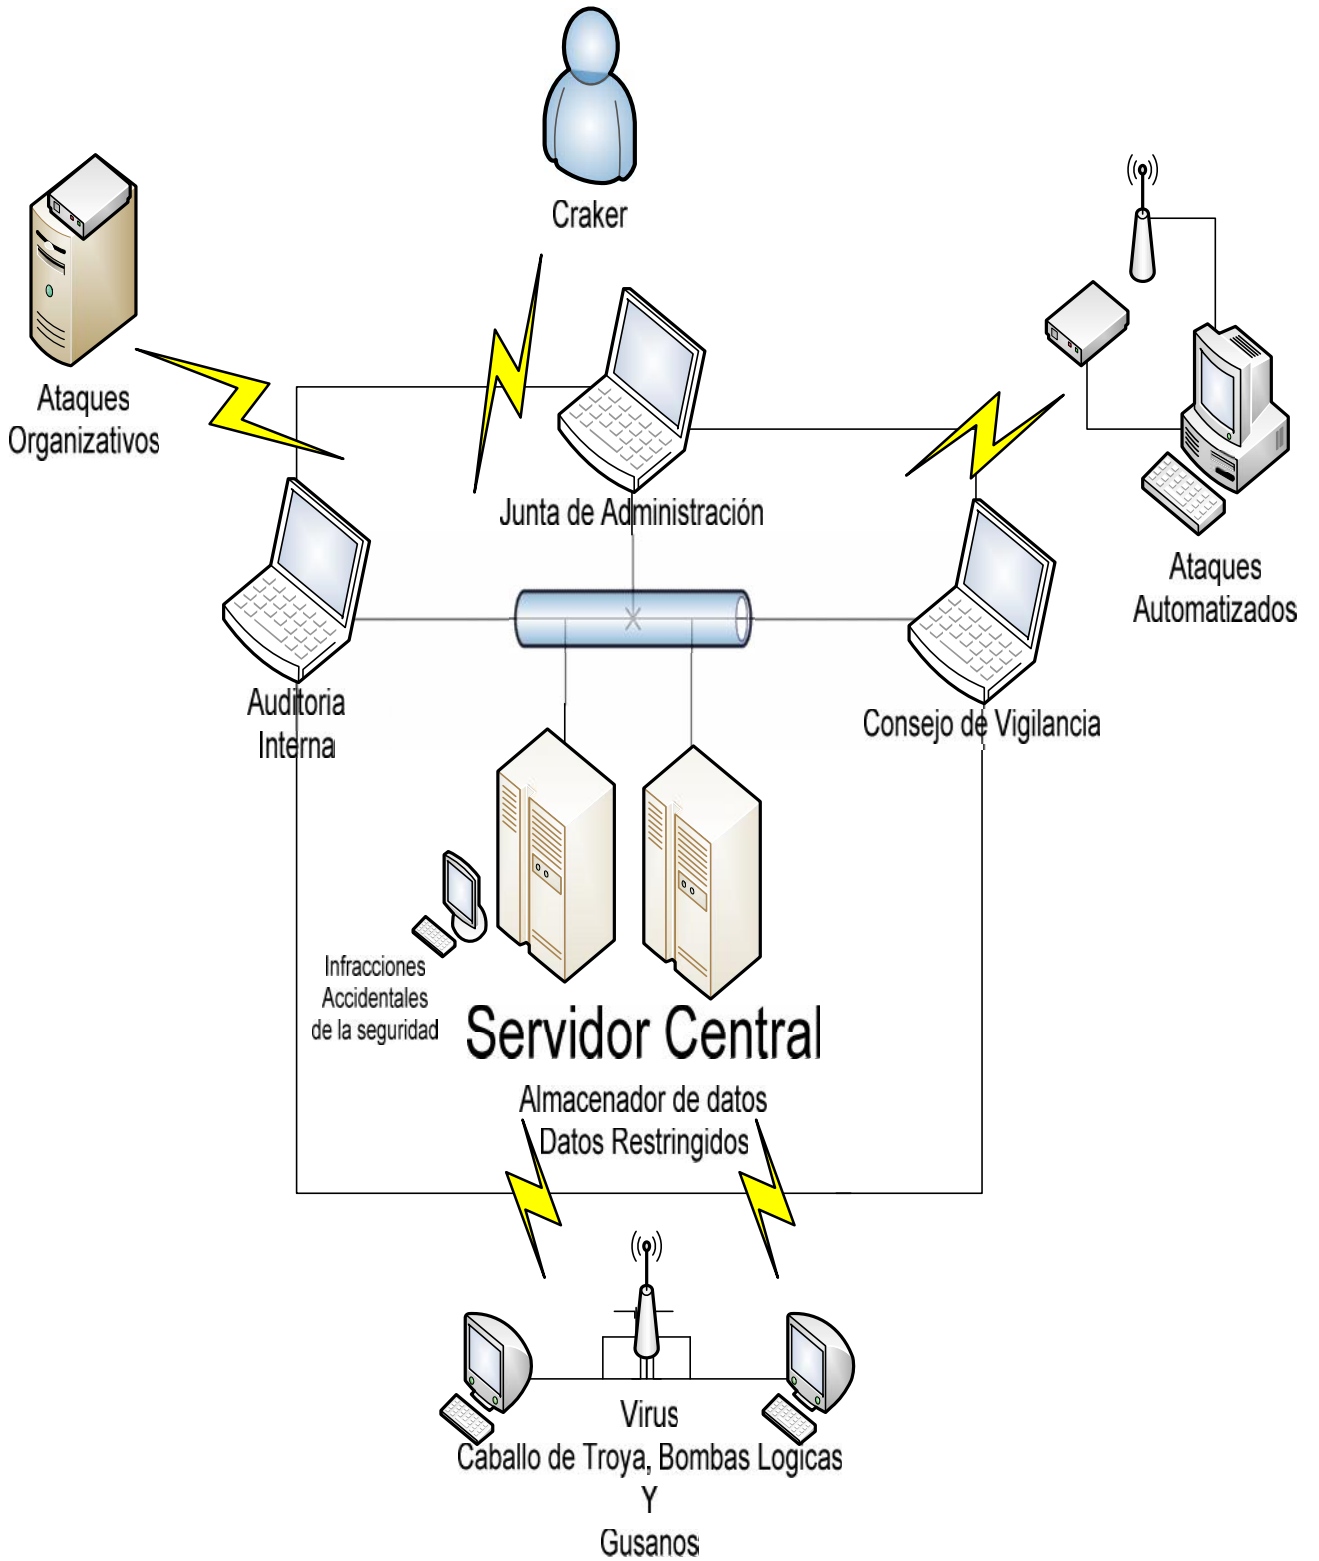 Craker
Ataques
Organizativos
Junta de Administración
Ataques
Automatizados
Auditoria
Interna
Consejo de Vigilancia
Infracciones
Accidentales
de la seguridad
Servidor Central
Almacenador de datos
Datos Restringidos
Virus
Caballo de Troya, Bombas Logicas
Y
Gusanos